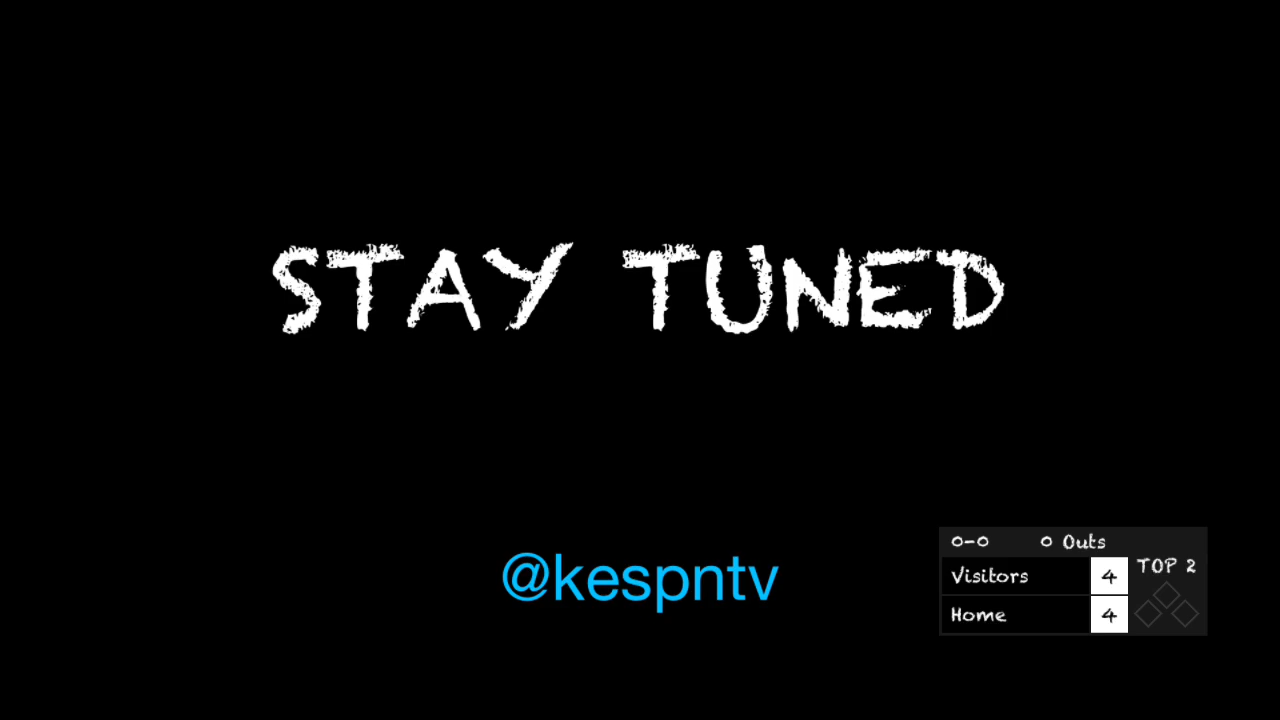 STAY TUNED
@kespntv
0-0 0 Outs
Visitors 4 TOP 2
Home 4